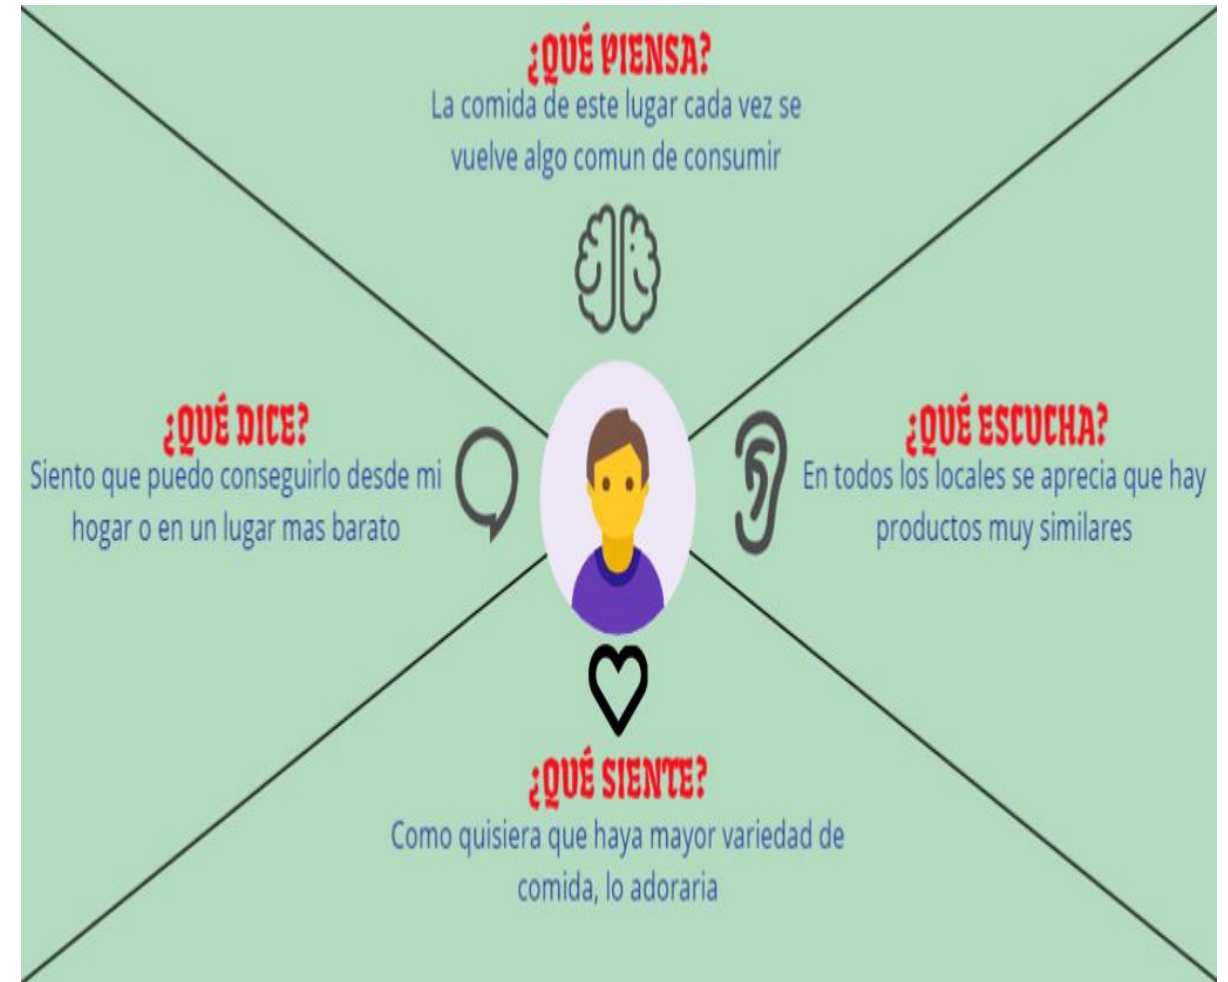 ¿QUÉ PIENSA?
La comida de este lugar cada vez se
vuelve algo comun de consumir
¿QUÉ DICE?
Siento que puedo conseguirlo desde mi
hogar o en un lugar mas barato
¿QUÉ ESCUCHA?
En todos los locales se aprecia que hay
productos muy similares
¿QUÉ SIENTE?
Como quisiera que haya mayor variedad de
comida, lo adoraria